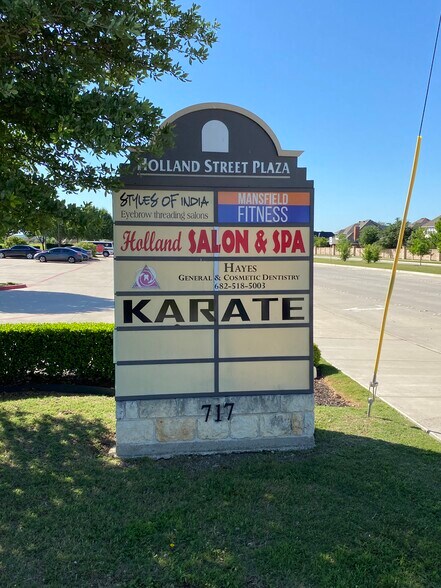 HOLLAND STREET PLAZA
STYLES OF INDIA
Eyebrow threading salons
MANSFIELD
FITNESS
Holland SALON & SPA
HAYES
GENERAL & COSMETIC DENTISTRY
682-518-5003
KARATE
717